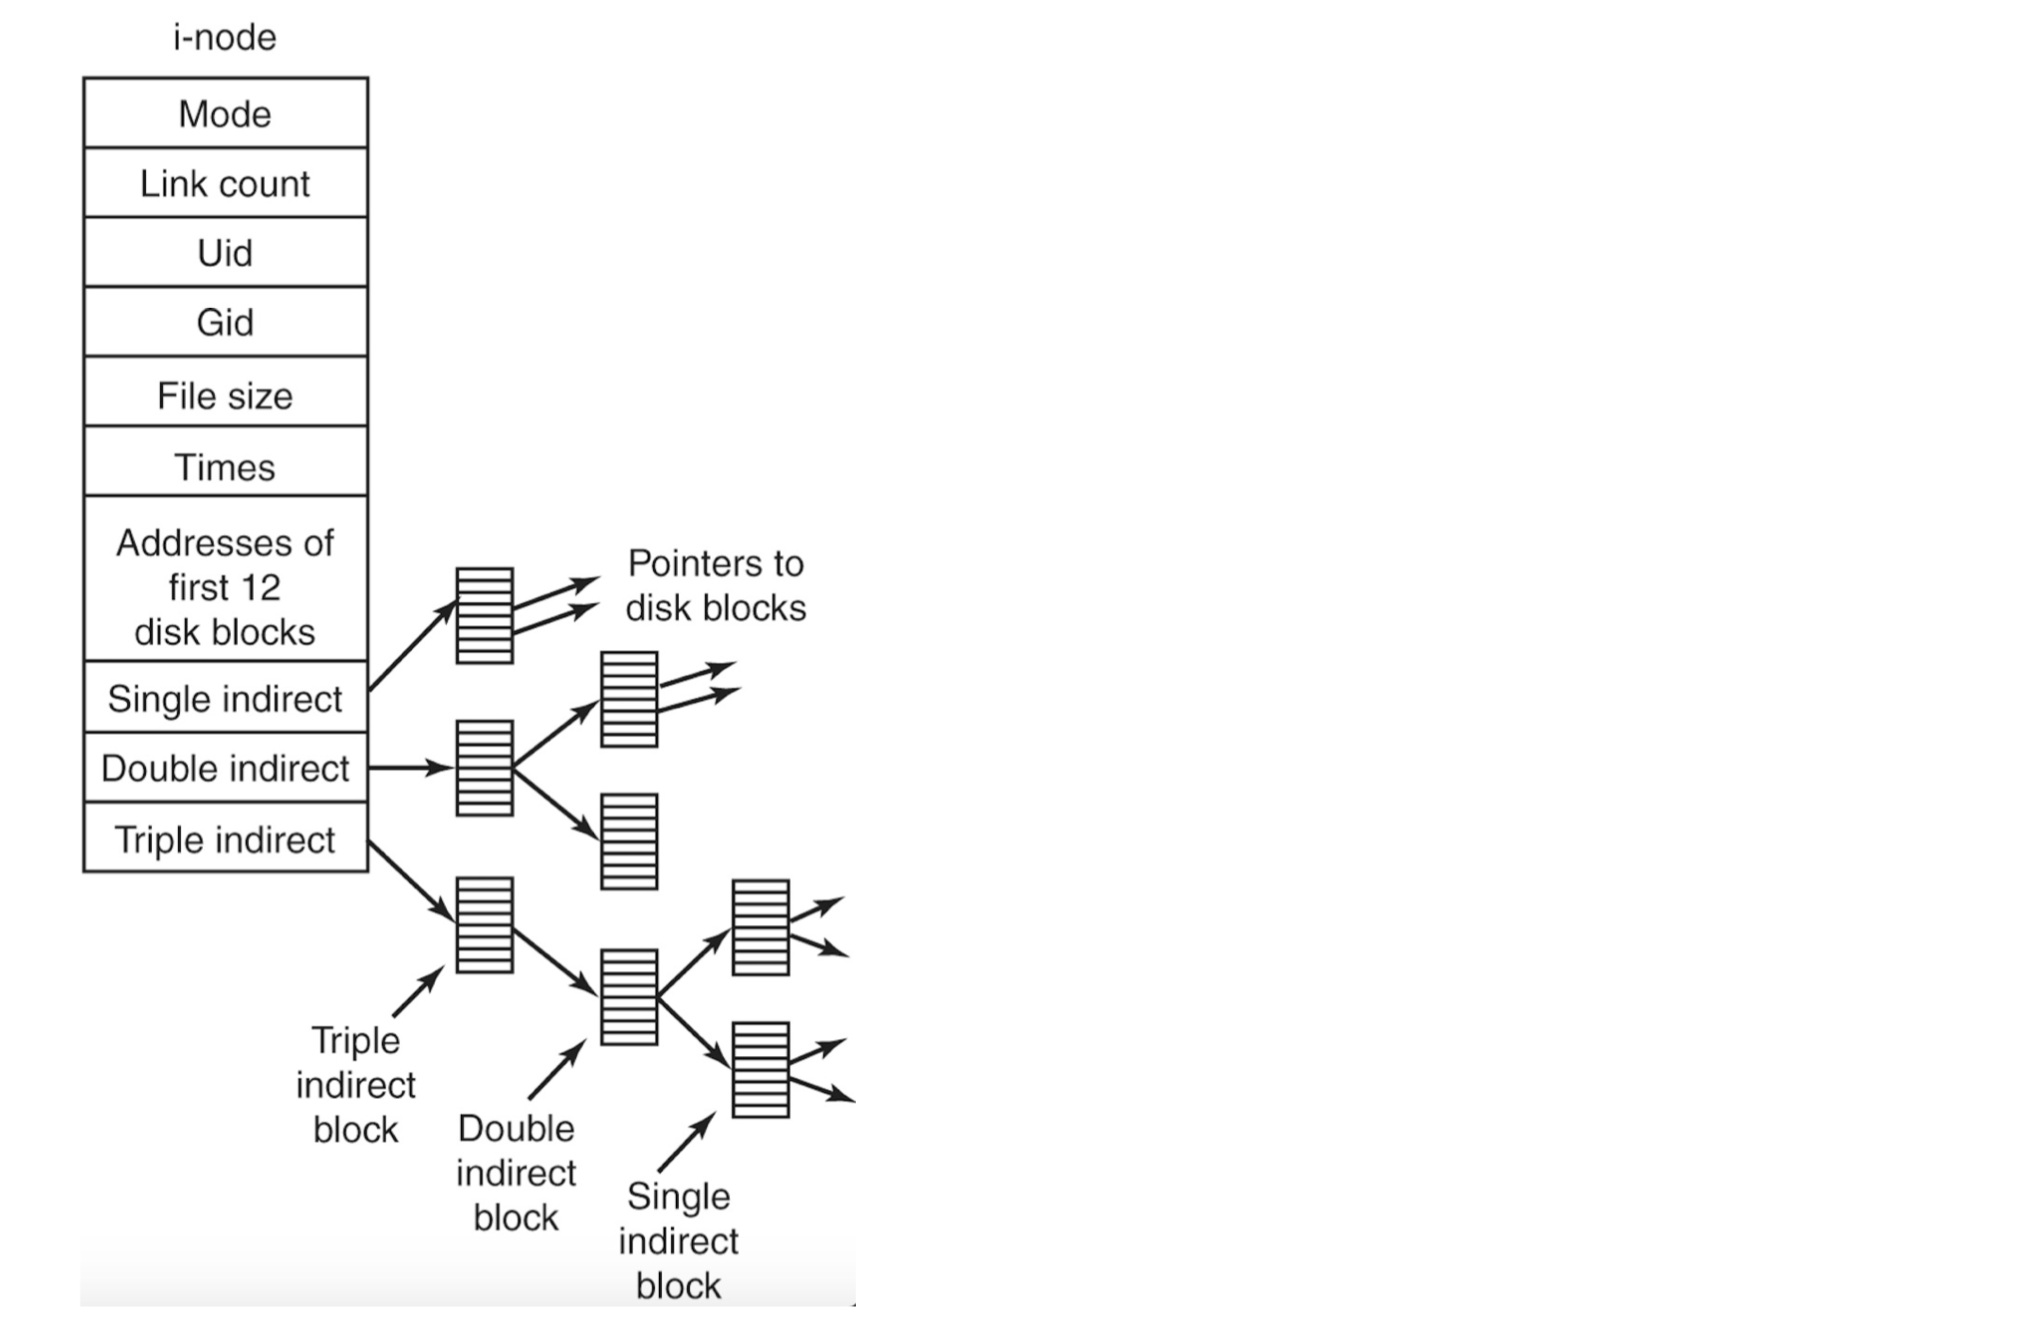 i-node
Mode
Link count
Uid
Gid
File size
Times
Addresses of
first 12
disk blocks
Single indirect
Double indirect
Triple indirect
Pointers to
disk blocks
Triple
indirect
block
Double
indirect
block
Single
indirect
block